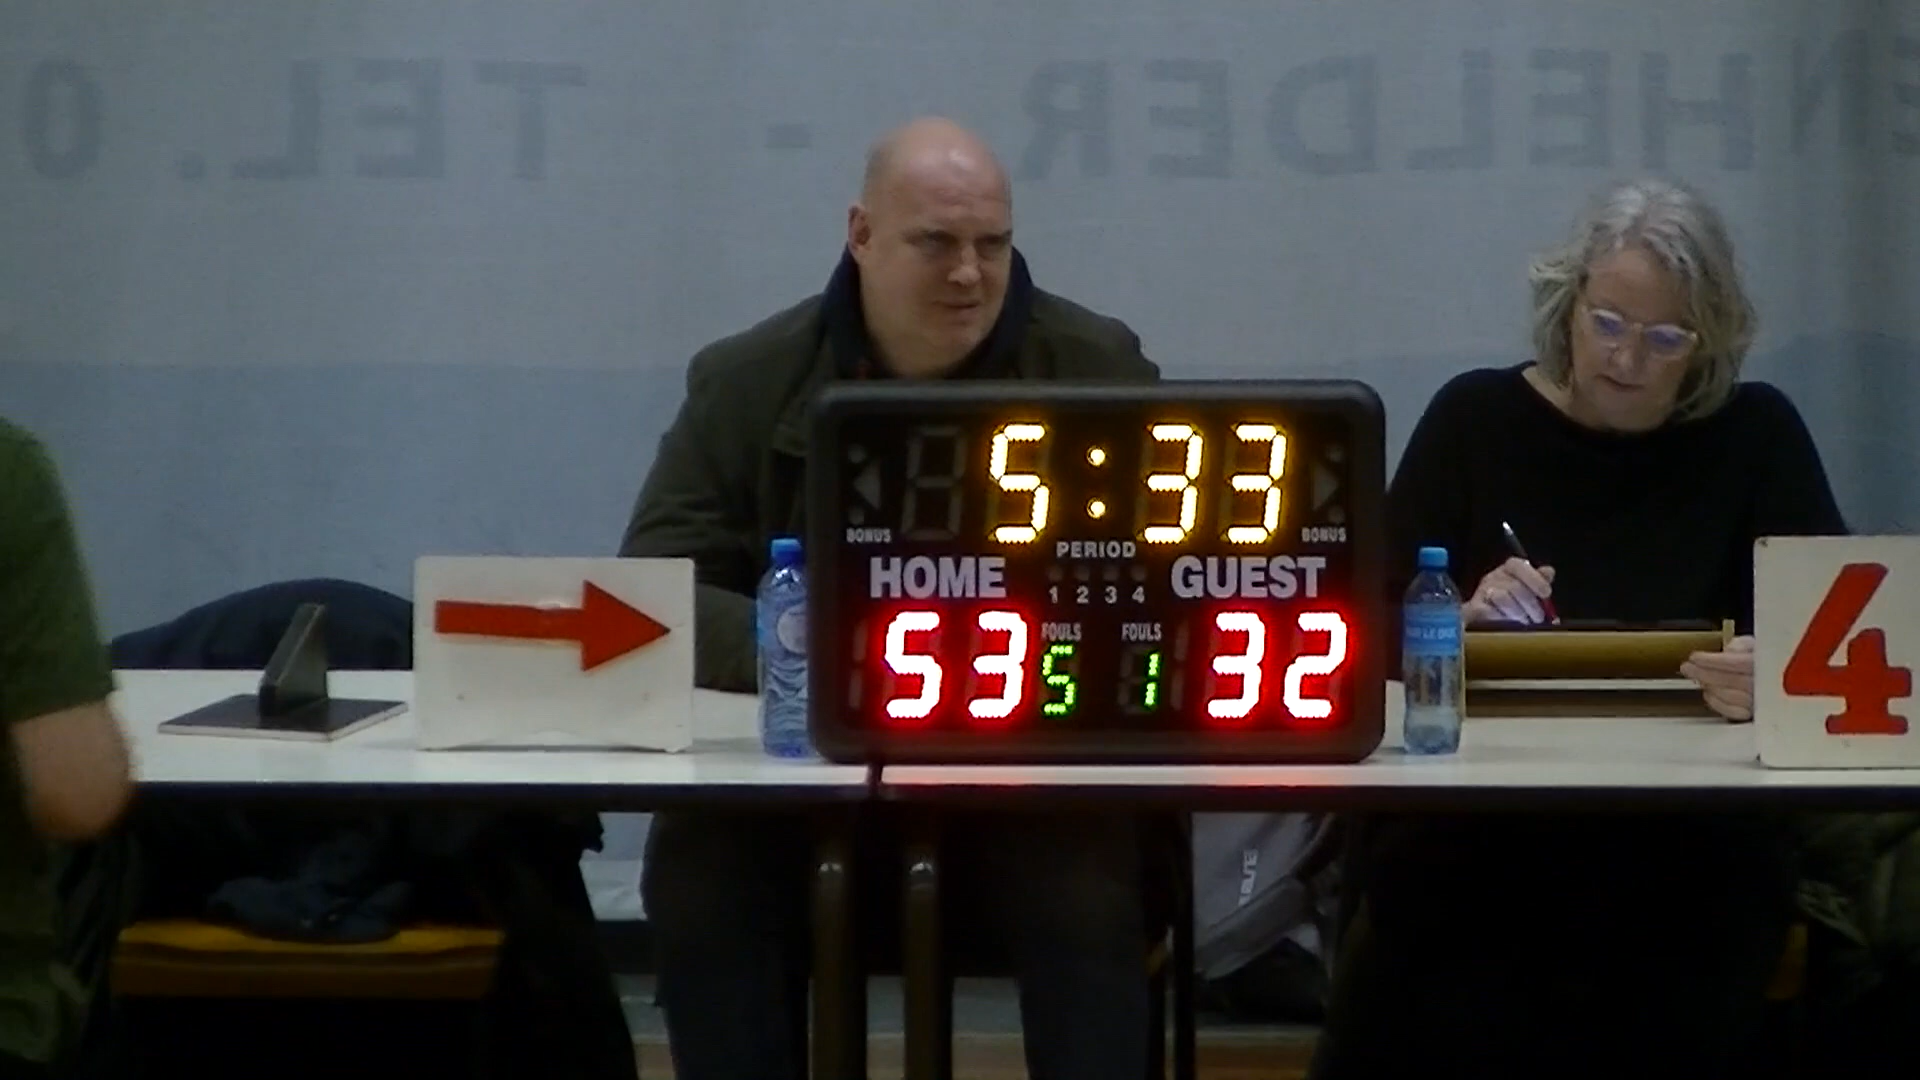 ENHELDER - TEL. 0
5:33
BONUS PERIOD BONUS
HOME 1 2 3 4 GUEST
FOULS FOULS
53 5 1 32
4